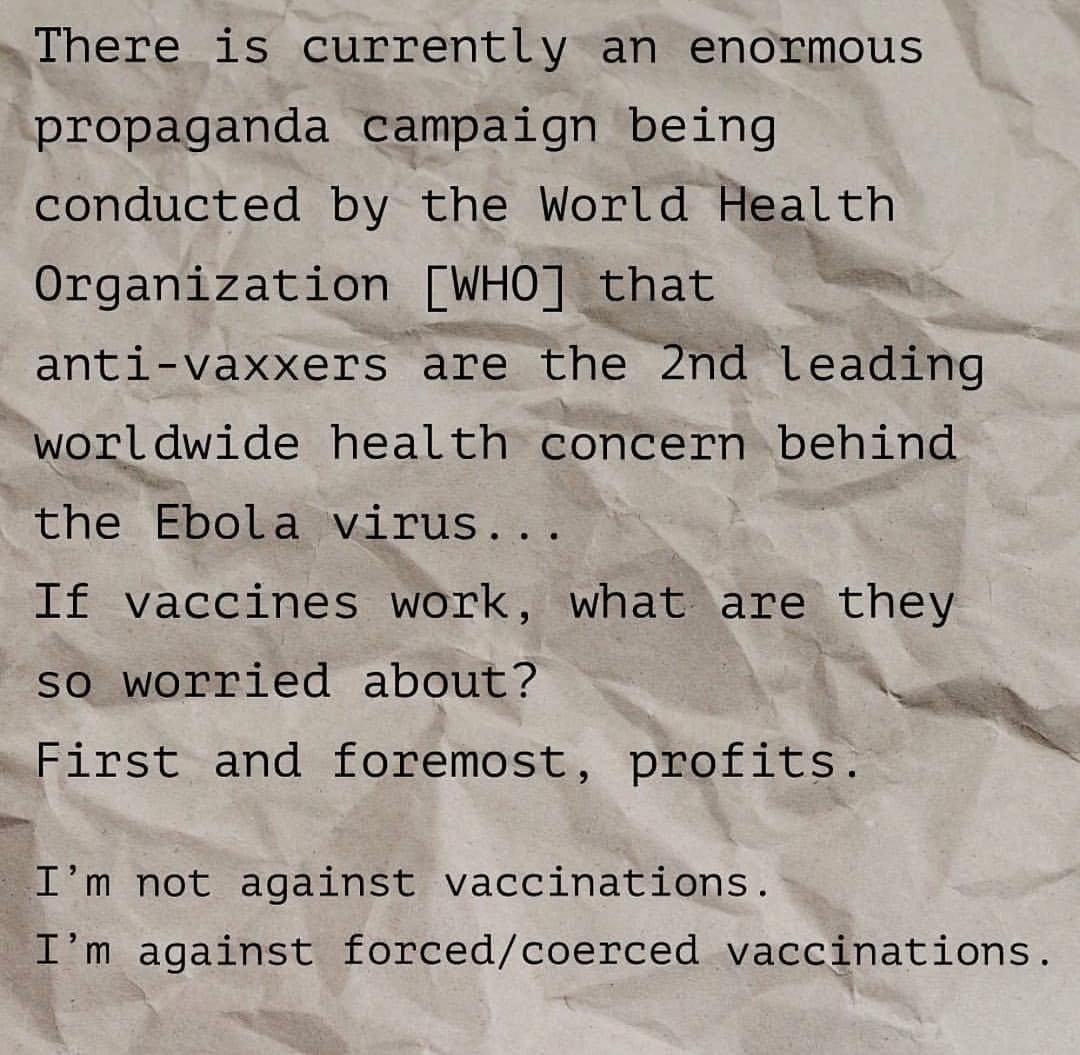 There is currently an enormous
propaganda campaign being
conducted by the World Health
Organization [WHO] that
anti-vaxxers are the 2nd leading
worldwide health concern behind
the Ebola virus...
If vaccines work, what are they
so worried about?
First and foremost, profits.
I'm not against vaccinations.
I'm against forced/coerced vaccinations.